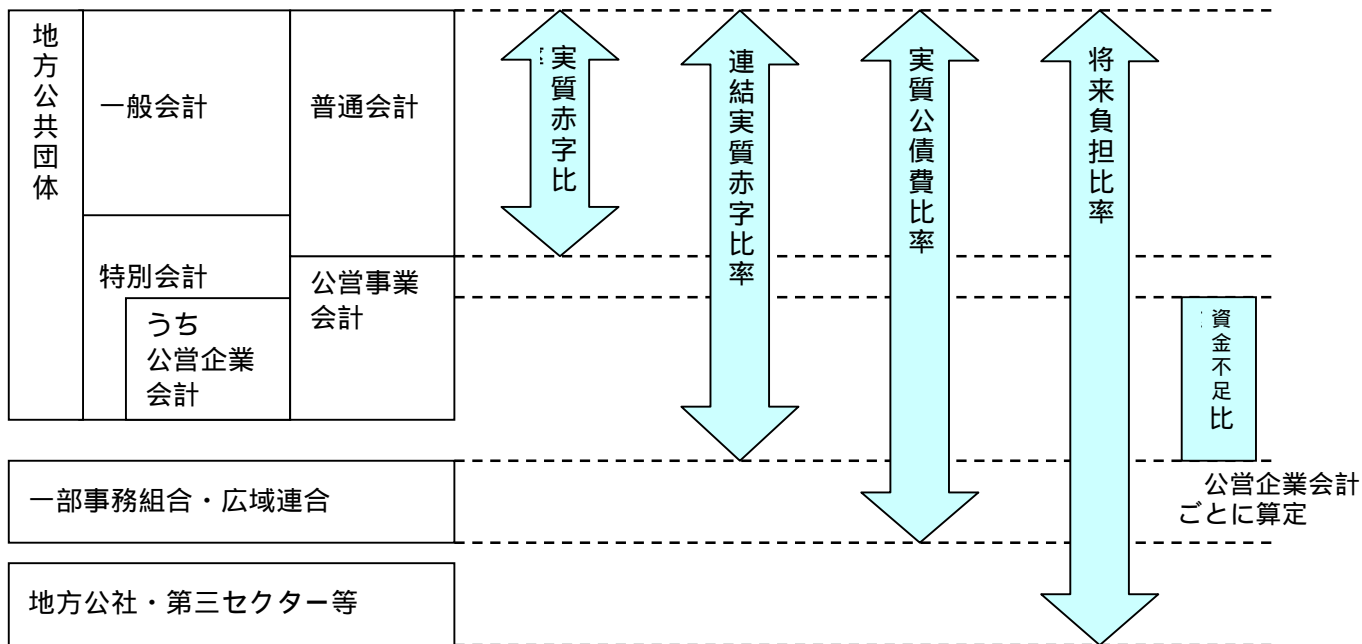 地方公共団体
一般会計
普通会計
特別会計
うち
公営企業
会計
公営事業
会計
実質赤字比
連結実質赤字比率
実質公債費比率
将来負担比率
資金不足比
公営企業会計
ごとに算定
一部事務組合・広域連合
地方公社・第三セクター等